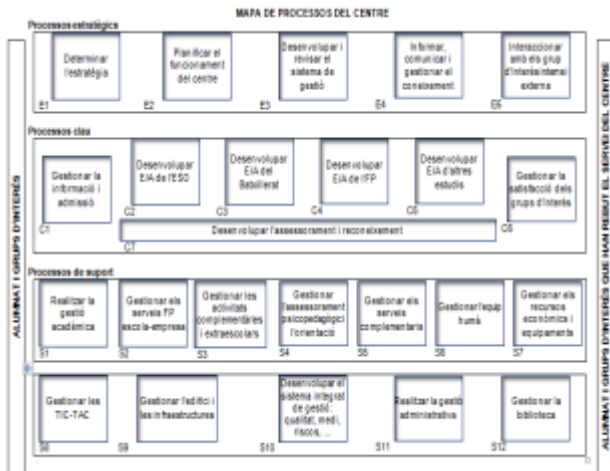 MAPA DE PROCESSOS DEL CENTRE
Processos estratègics
Determinar
l'estratègia
E1
Planificar el
funcionament
del centre
E2
Desenvolupar i
revisar el
sistema de
gestió
E3
Informar,
comunicar i
gestionar el
coneixement
E4
Interaccionar
amb els grup
d'interès interns i
externs
E5
Processos clau
Gestionar la
informació i
admissió
C1
Desenvolupar
E/A de l'ESO
C2
Desenvolupar
E/A del
Batxillerat
C3
Desenvolupar
E/A de l'FP
C4
Desenvolupar
E/A d'altres
estudis
C5
Gestionar la
satisfacció dels
grups d'interès
C6
Desenvolupar l'assessorament i reconeixement
C7
Processos de suport
Realitzar la
gestió
acadèmica
S1
Gestionar els
serveis FP
escola-empresa
S2
Gestionar les
activitats
complementàries
i extraescolars
S3
Gestionar
l'assessorament
psicopedagògic i
l'orientació
S4
Gestionar els
serveis
complementaris
S5
Gestionar l'equip
humà
S6
Gestionar els
recursos
econòmics i
equipaments
S7
Gestionar les
TIC-TAC
S8
Gestionar l'edifici i
les infraestructures
S9
Desenvolupar el
sistema integrat
de gestió:
qualitat, medi,
riscos, ...
S10
Realitzar la gestió
administrativa
S11
Gestionar la
biblioteca
S12
ALUMNAT I GRUPS D'INTERÈS
ALUMNAT I GRUPS D'INTERÈS QUE HAN REBUT EL SERVEI DEL CENTRE